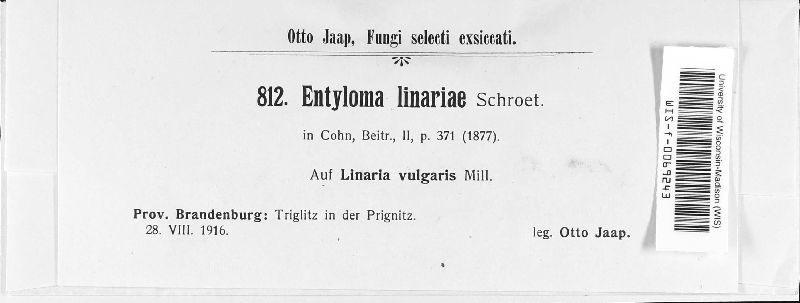 Otto Jaap, Fungi selecti exsiccati.
812. Entyloma linariae Schroet.
in Cohn, Beitr., II, p. 371 (1877).
Auf Linaria vulgaris Mill.
Prov. Brandenburg: Triglitz in der Prignitz.
28. VIII. 1916.
leg. Otto Jaap.
University of Wisconsin-Madison (WIS)
WIS-f-0069243